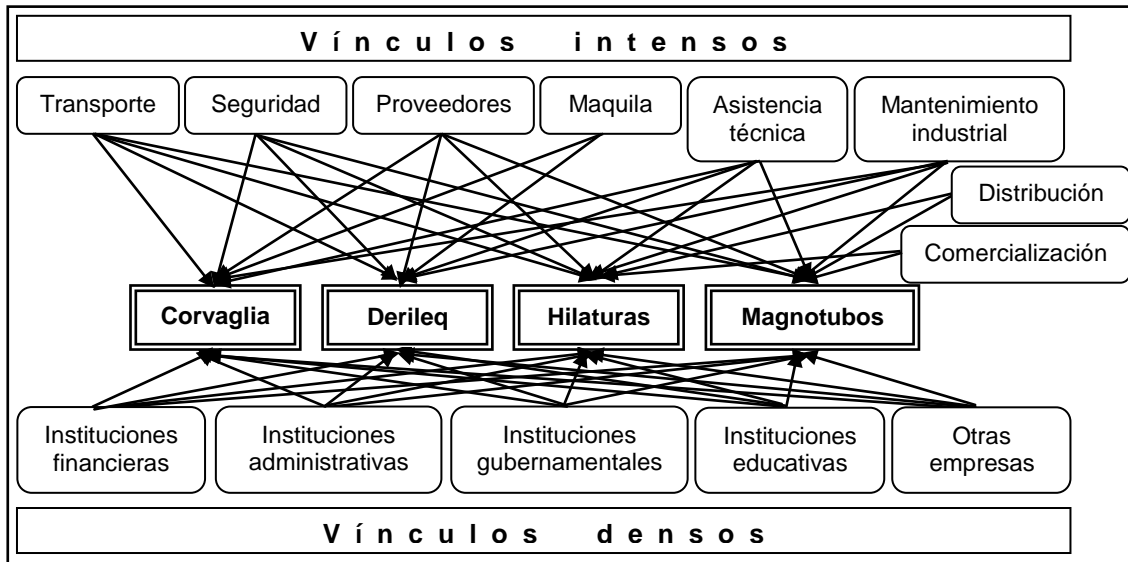 Vínculos intensos
Transporte
Seguridad
Proveedores
Maquila
Asistencia
técnica
Mantenimiento
industrial
Distribución
Comercialización
Corvaglia
Derileq
Hilaturas
Magnotubos
Instituciones
financieras
Instituciones
administrativas
Instituciones
gubernamentales
Instituciones
educativas
Otras
empresas
Vínculos densos